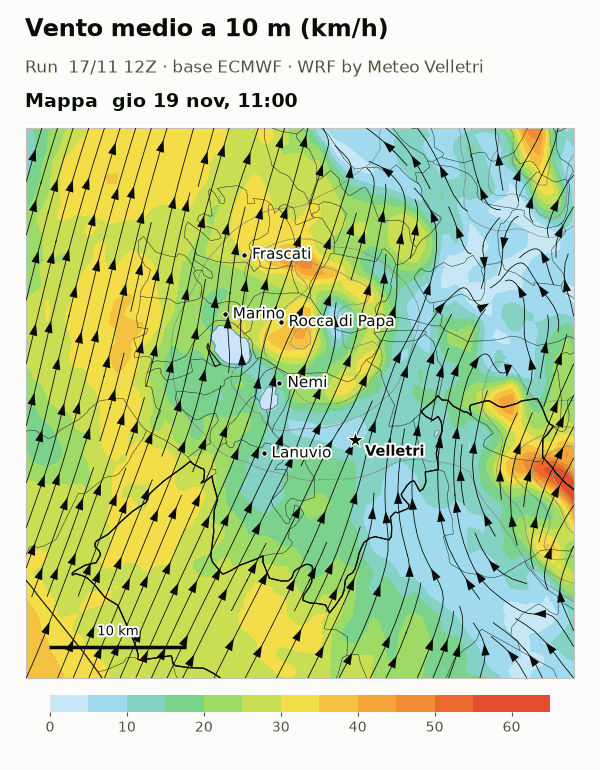 Vento medio a 10 m (km/h)
Run  17/11 12Z · base ECMWF · WRF by Meteo Velletri
Mappa  gio 19 nov, 11:00
Frascati
Marino
Rocca di Papa
Nemi
Velletri
Lanuvio
10 km
0 10 20 30 40 50 60